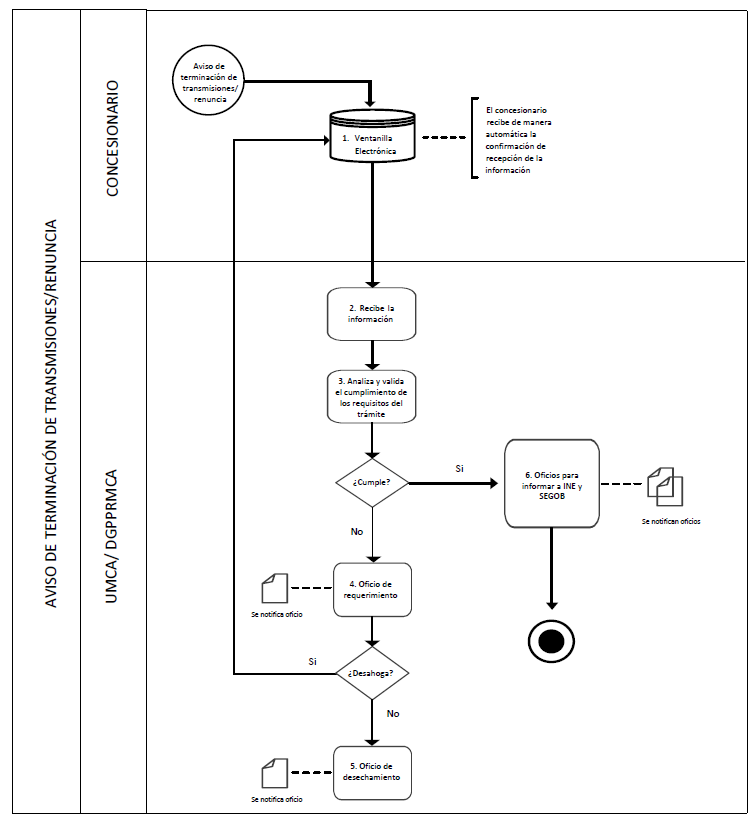 AVISO DE TERMINACIÓN DE TRANSMISIONES/RENUNCIA
CONCESIONARIO
Aviso de
terminación de
transmisiones/
renuncia
1. Ventanilla
Electrónica
El concesionario
recibe de manera
automática la
confirmación de
recepción de la
información
UMCA/ DGPPRMCA
2. Recibe la
información
3. Analiza y valida
el cumplimiento de
los requisitos del
trámite
¿Cumple?
Si
6. Oficios para
informar a INE y
SEGOB
Se notifican oficios
No
4. Oficio de
requerimiento
Se notifica oficio
¿Desahoga?
Si
No
5. Oficio de
desechamiento
Se notifica oficio